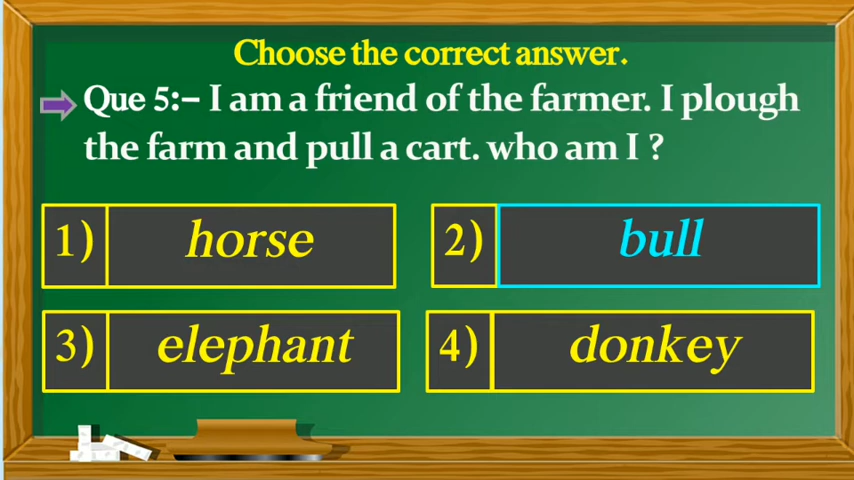 Choose the correct answer.
Que 5:– I am a friend of the farmer. I plough
the farm and pull a cart. who am I ?
1) horse
2) bull
3) elephant
4) donkey